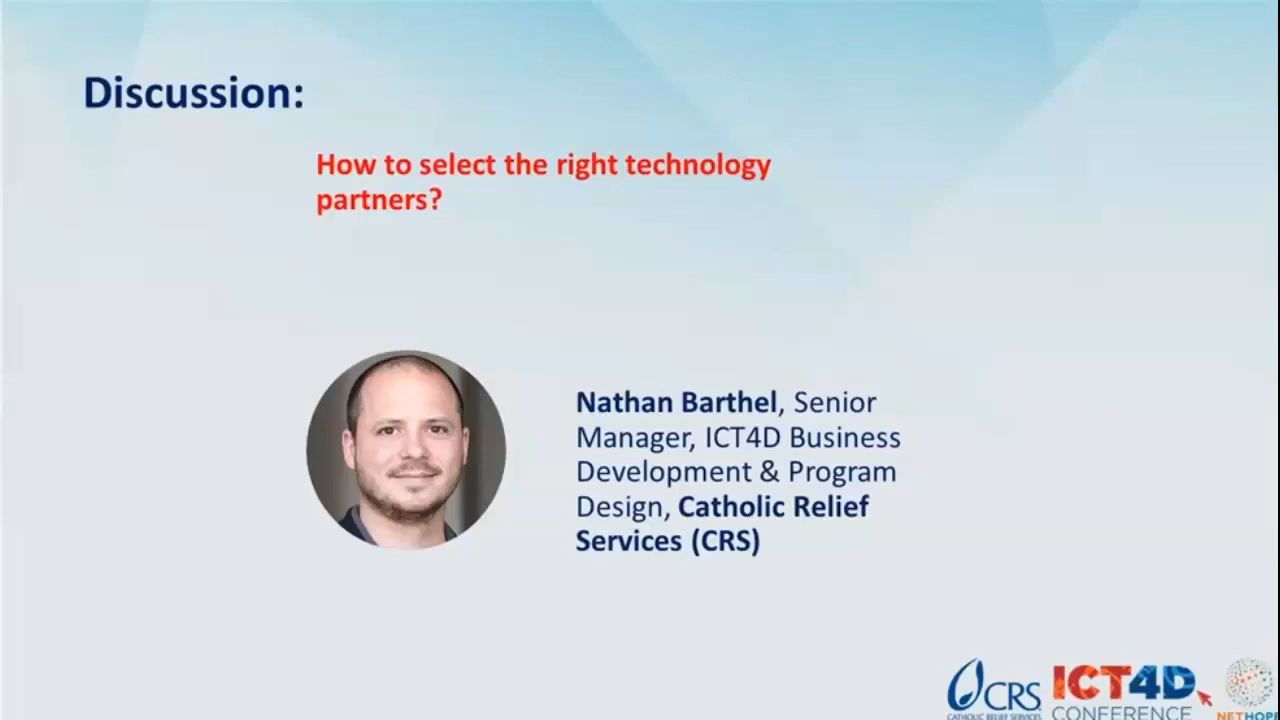 Discussion:
How to select the right technology
partners?
Nathan Barthel, Senior
Manager, ICT4D Business
Development & Program
Design, Catholic Relief
Services (CRS)
CRS
CATHOLIC RELIEF SERVICES
ICT4D
CONFERENCE
NETHOPE